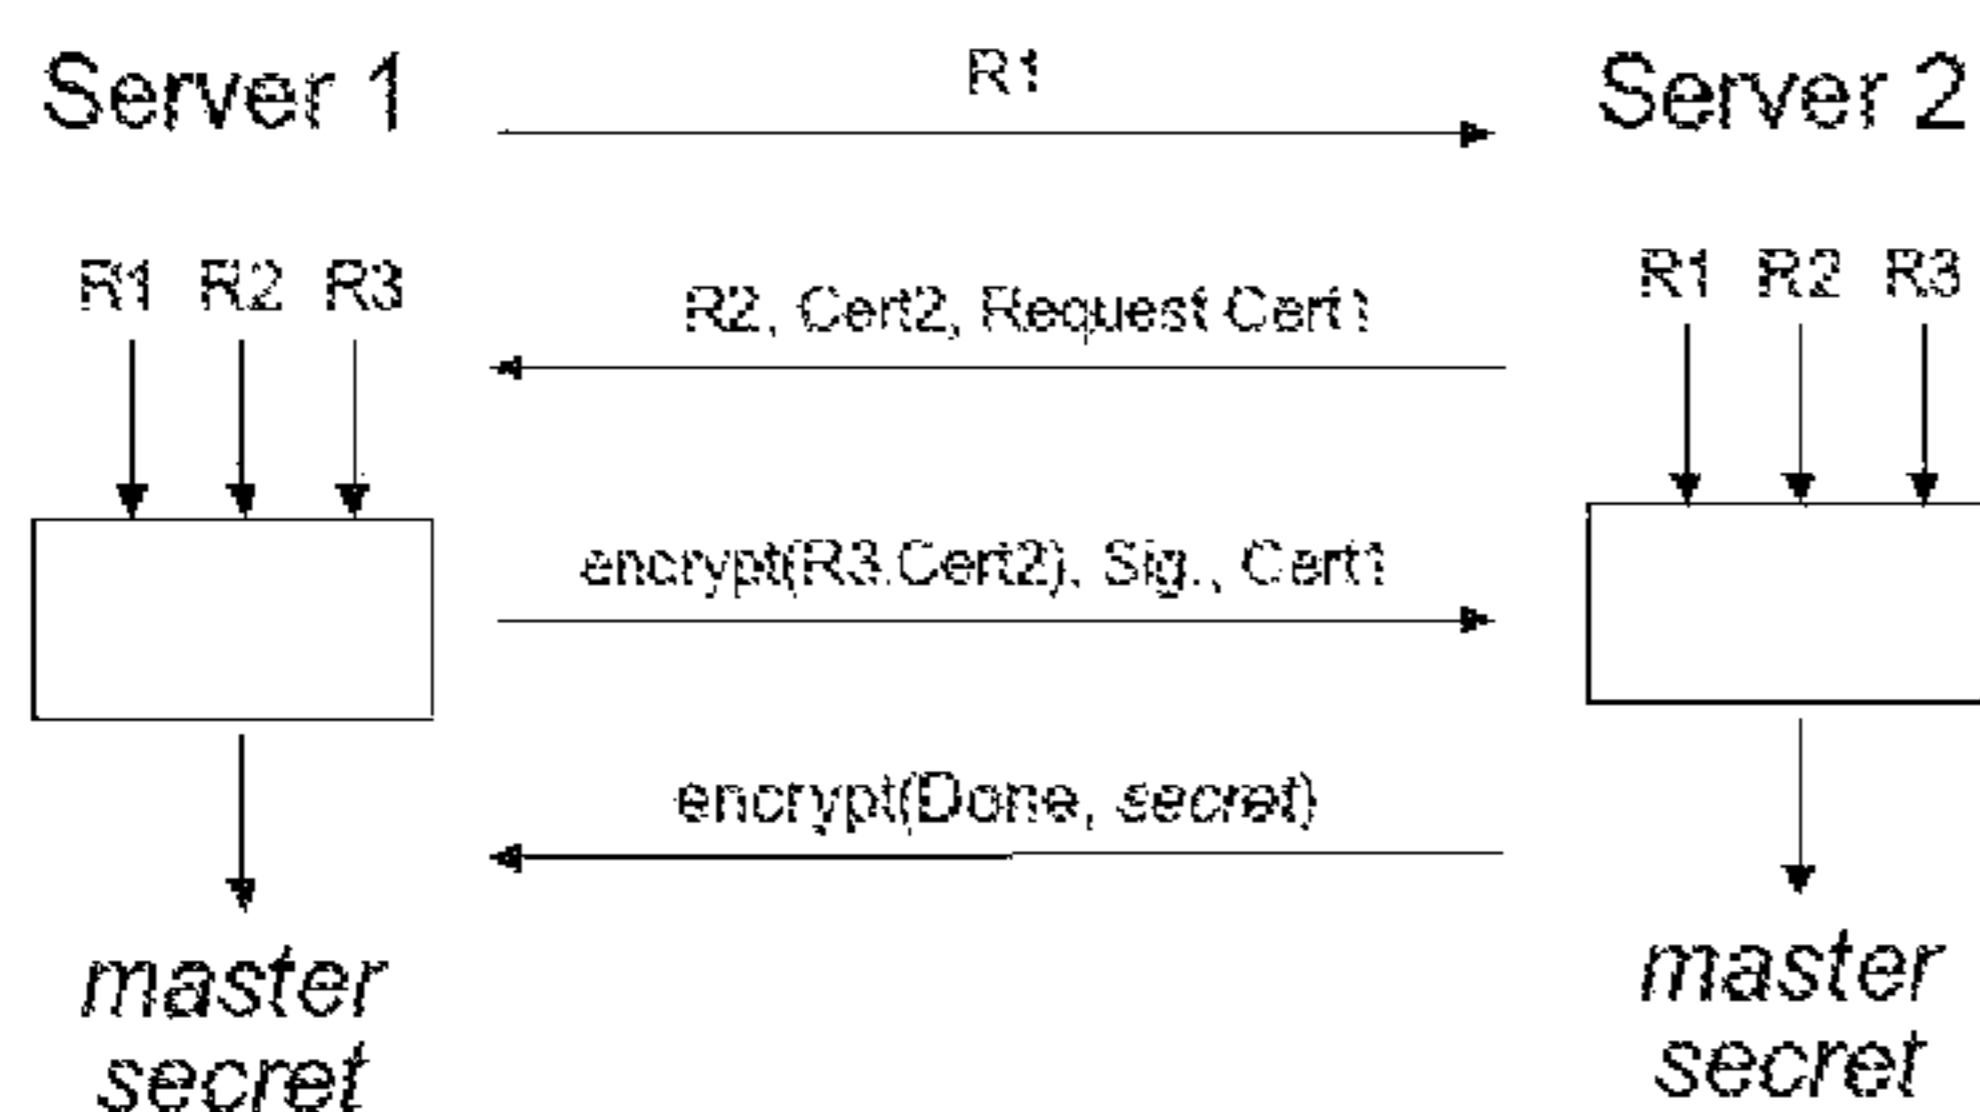 Server 1
R1
Server 2
R1 R2 R3
R2, Cert2, Request Cert1
R1 R2 R3
encrypt(R3,Cert2), Sig., Cert1
encrypt(Done, secret)
master
secret
master
secret